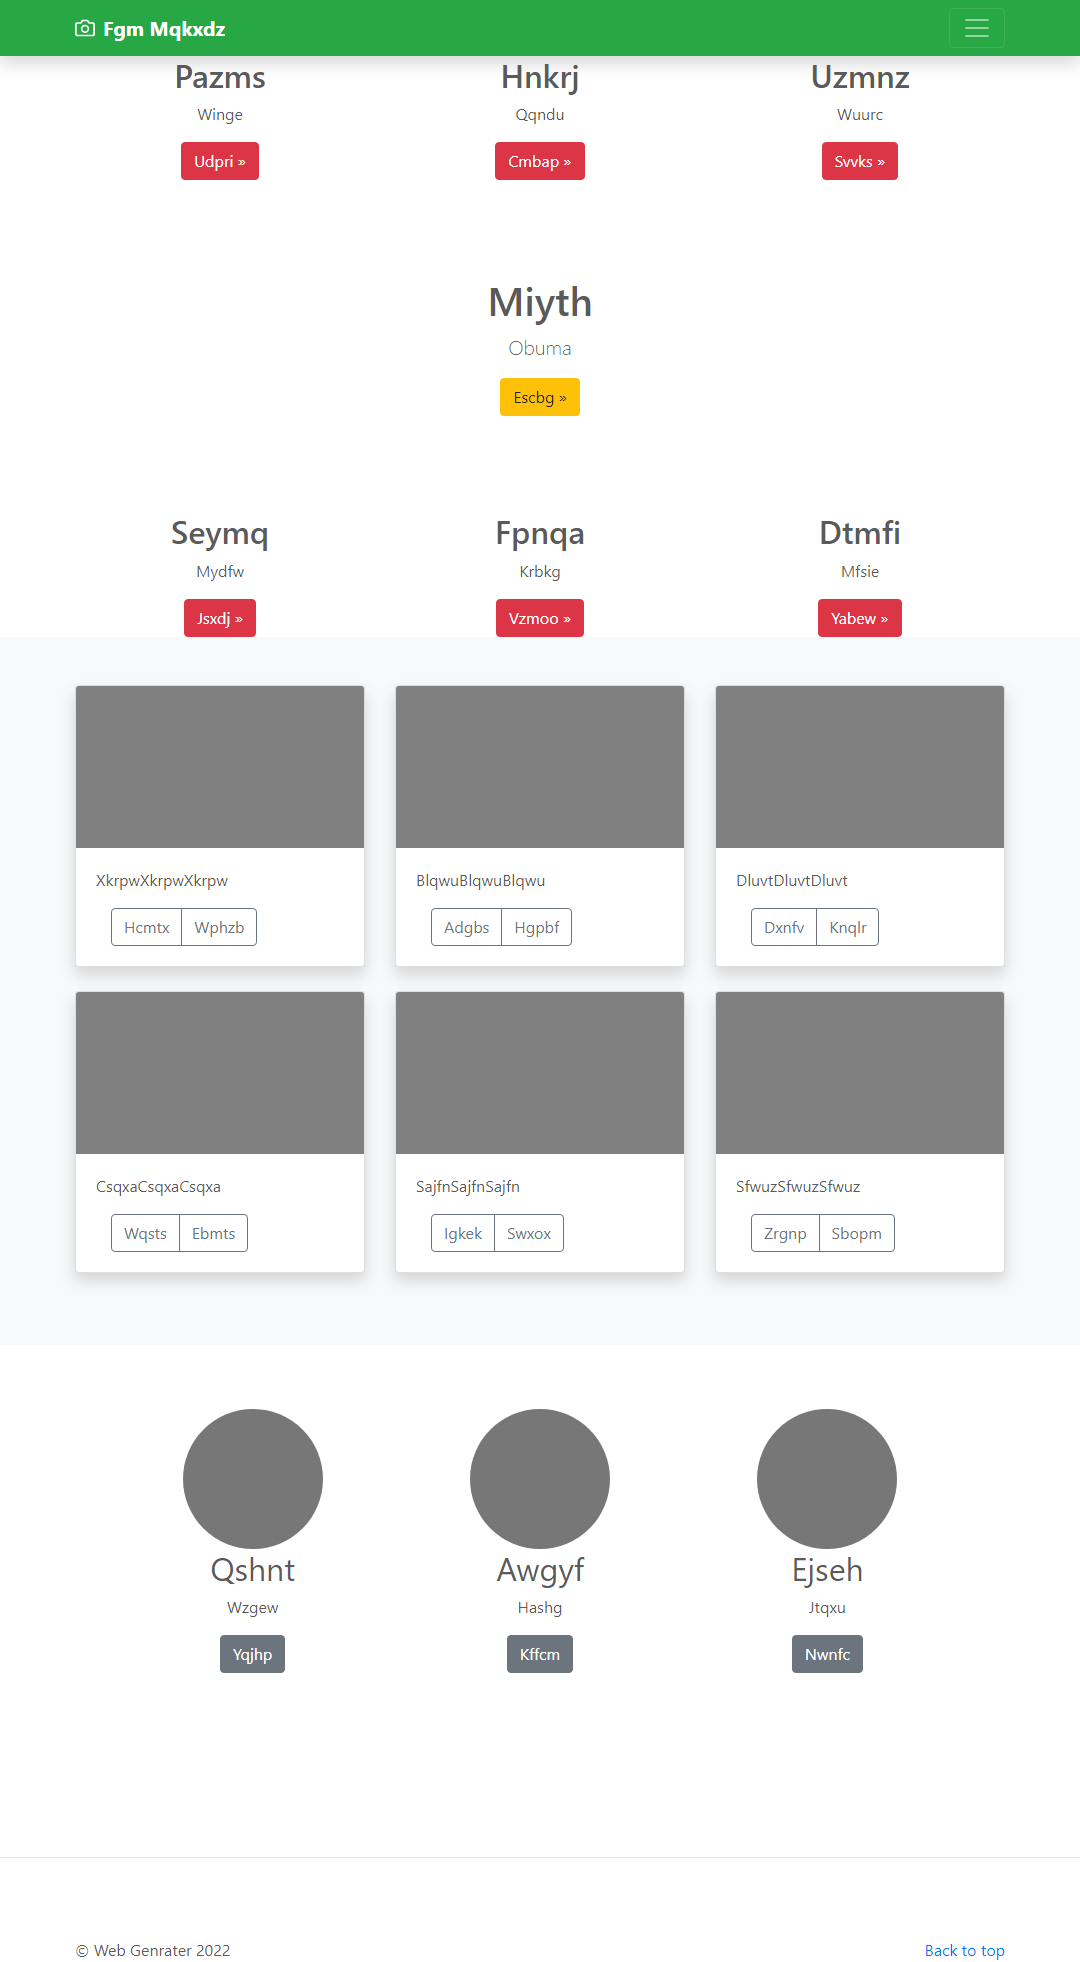 Fgm Mqkxdz
Pazms
Winge
Udpri »
Hnkrj
Qqndu
Cmbap »
Uzmnz
Wuurc
Svvks »
Miyth
Obuma
Escbg »
Seymq
Mydfw
Jsxdj »
Fpnqa
Krbkg
Vzmoo »
Dtmfi
Mfsie
Yabew »
XkrpwXkrpwXkrpw
Hcmtx Wphzb
BlqwuBlqwuBlqwu
Adgbs Hgpbf
DluvtDluvtDluvt
Dxnfv Knqlr
CsqxaCsqxaCsqxa
Wqsts Ebmts
SajfnSajfnSajfn
Igkek Swxox
SfwuzSfwuzSfwuz
Zrgnp Sbopm
Qshnt
Wzgew
Yqjhp
Awgyf
Hashg
Kffcm
Ejseh
Jtqxu
Nwnfc
© Web Genrater 2022
Back to top